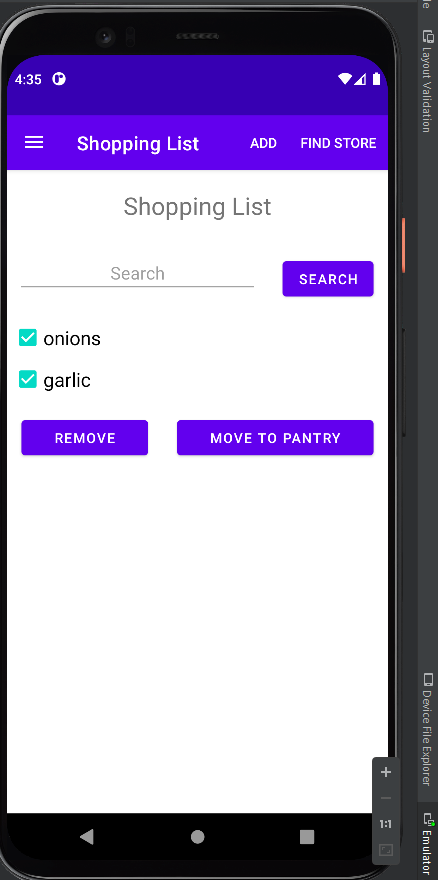 le
Layout Validation
4:35
Shopping List ADD FIND STORE
Shopping List
Search SEARCH
onions
garlic
REMOVE MOVE TO PANTRY
Device File Explorer
1:1
Emulator